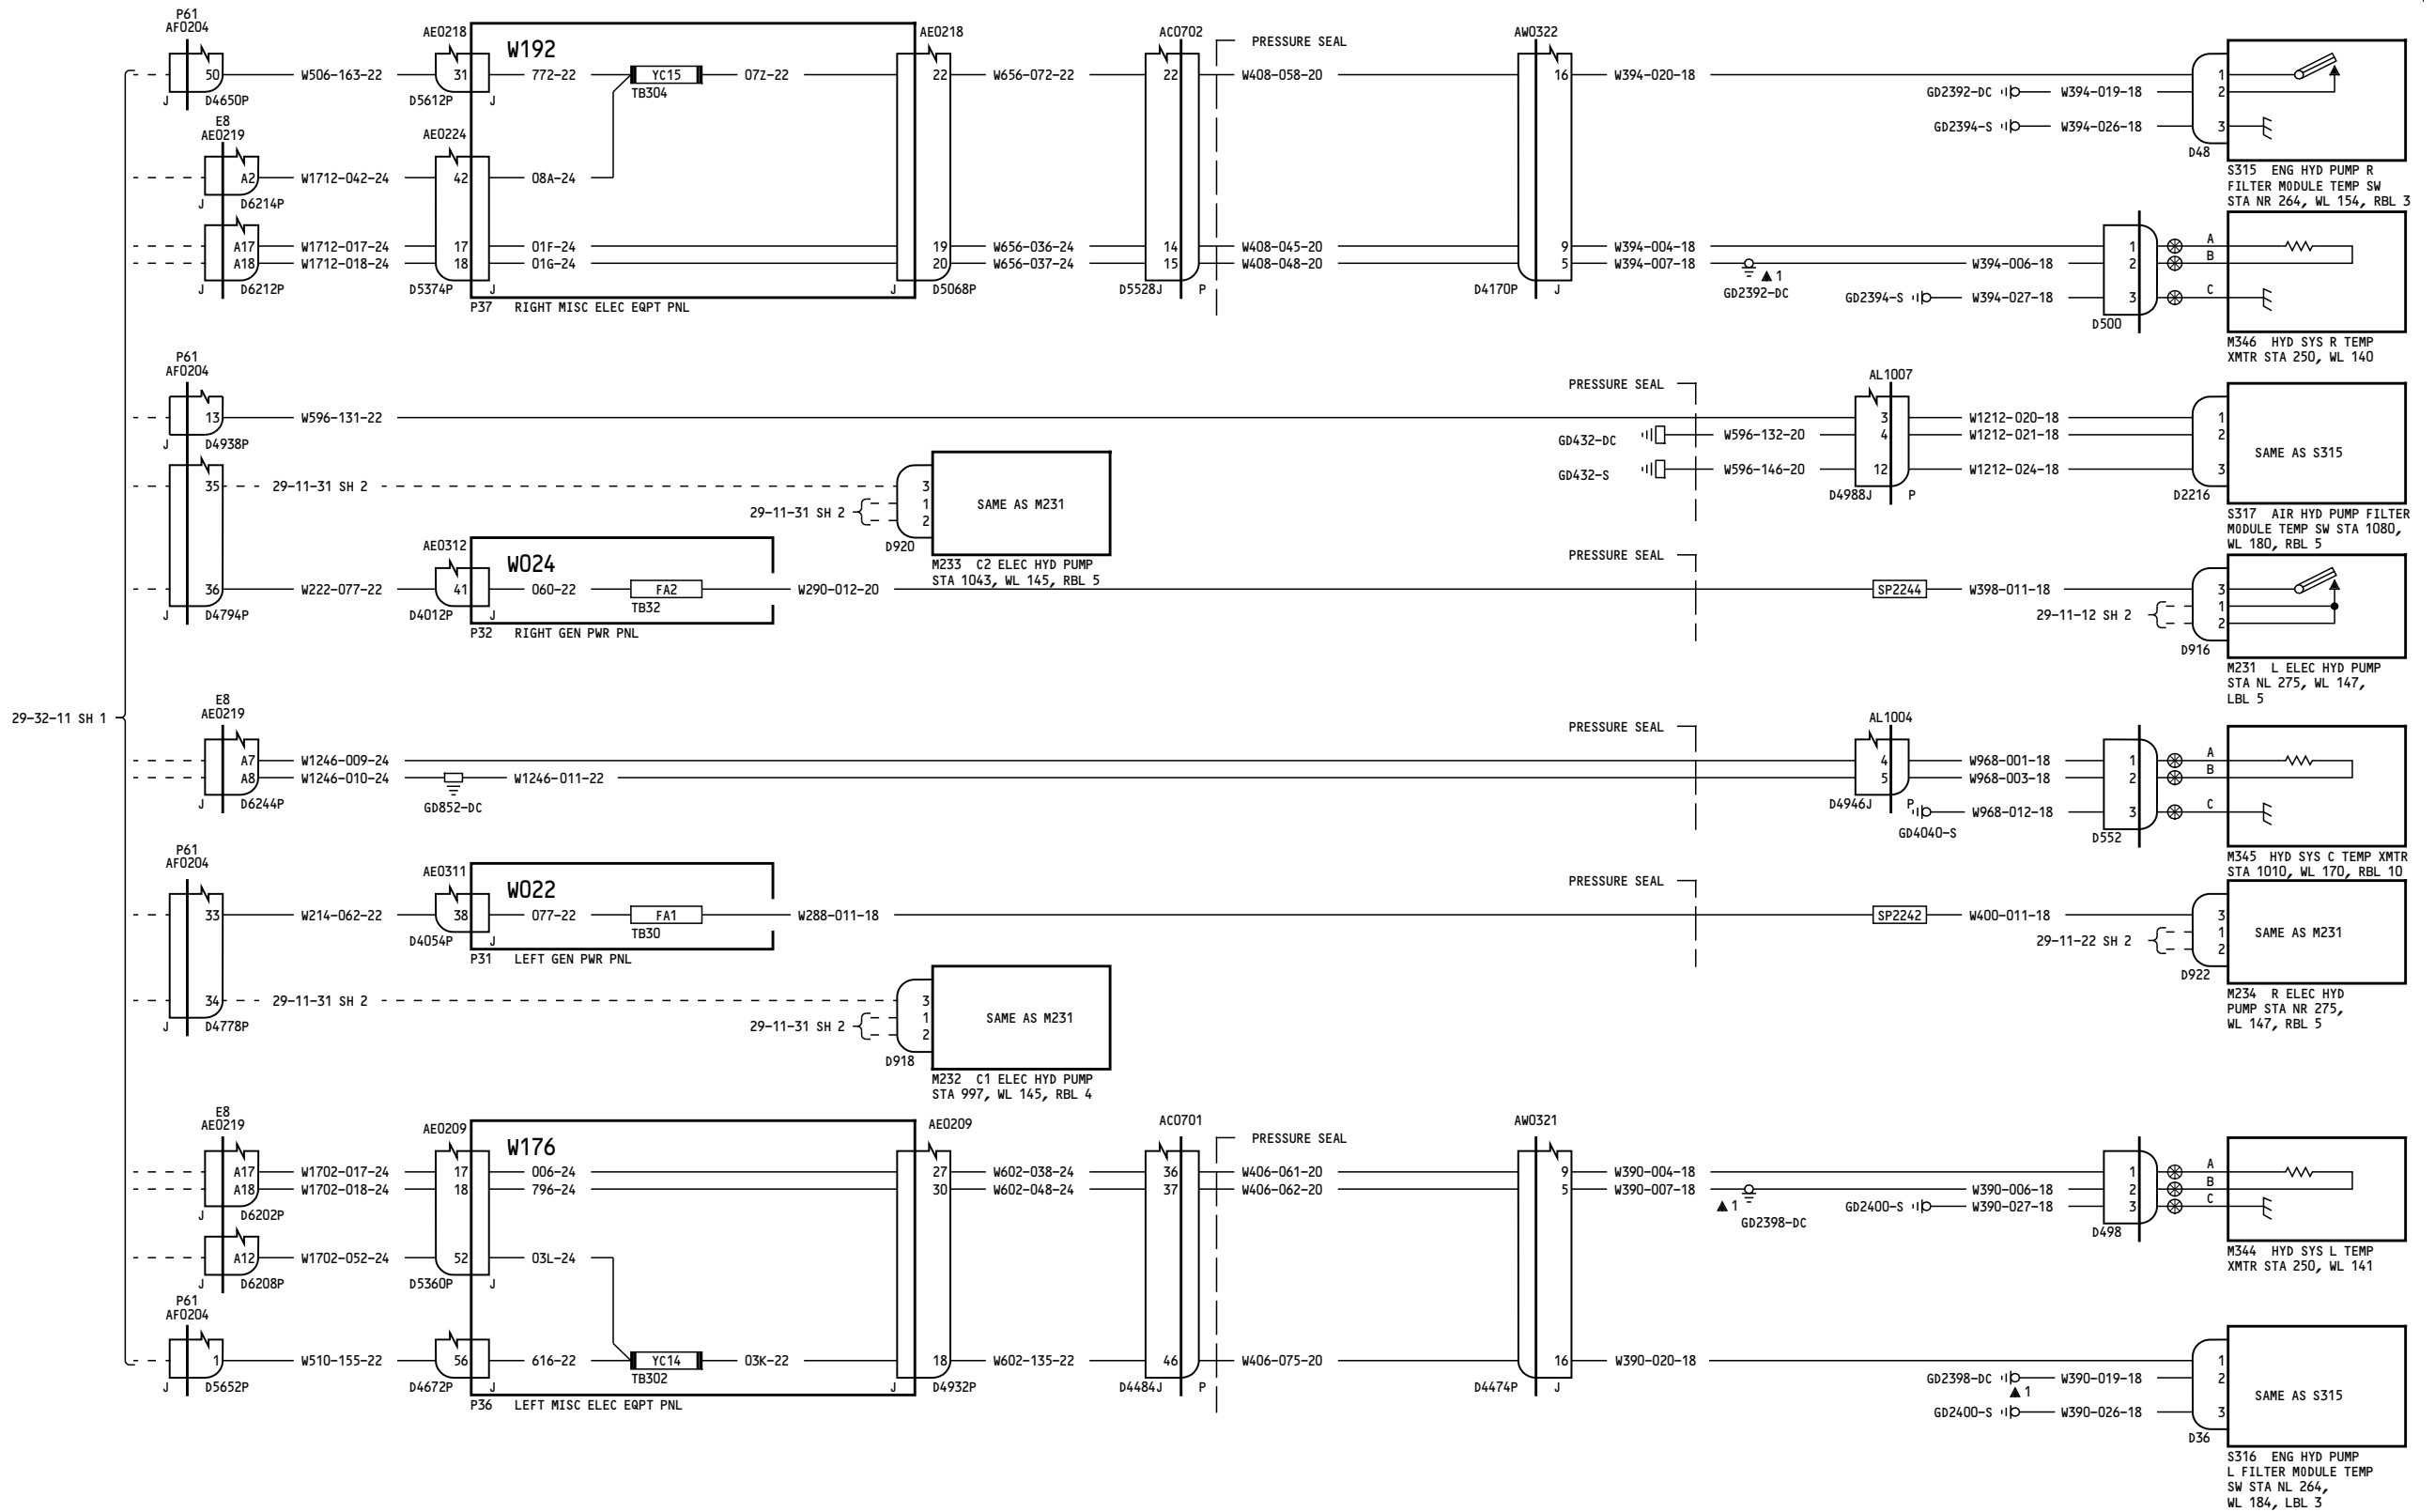 P61
AF0204
50
J D4650P
W506-163-22
AE0218
31
D5612P J
W192
772-22
YC15
TB304
07Z-22
AE0218
22
W656-072-22
AC0702
22
PRESSURE SEAL
W408-058-20
AW0322
16
W394-020-18
1
GD2392-DC W394-019-18 2
GD2394-S W394-026-18 3
D48
S315 ENG HYD PUMP R
FILTER MODULE TEMP SW
STA NR 264, WL 154, RBL 3
E8
AE0219
A2
J D6214P
W1712-042-24
AE0224
42
08A-24
A17 W1712-017-24 17 01F-24 19 W656-036-24 14 W408-045-20 9 W394-004-18 1 A
A18 W1712-018-24 18 01G-24 20 W656-037-24 15 W408-048-20 5 W394-007-18 W394-006-18 2 B
▲ 1
GD2392-DC
GD2394-S W394-027-18 3 C
J D6212P
D5374P J
J D5068P
D5528J P
D4170P J
D500
P37 RIGHT MISC ELEC EQPT PNL
M346 HYD SYS R TEMP
XMTR STA 250, WL 140
P61
AF0204
13 W596-131-22
J D4938P
PRESSURE SEAL
AL1007
3 W1212-020-18 1
GD432-DC W596-132-20 4 W1212-021-18 2
GD432-S W596-146-20 12 W1212-024-18 3
D4988J P
D2216
SAME AS S315
S317 AIR HYD PUMP FILTER
MODULE TEMP SW STA 1080,
WL 180, RBL 5
35 29-11-31 SH 2 3
29-11-31 SH 2 1
2
D920
SAME AS M231
M233 C2 ELEC HYD PUMP
STA 1043, WL 145, RBL 5
36 W222-077-22
J D4794P
AE0312
41
D4012P J
W024
060-22
FA2
TB32
W290-012-20
P32 RIGHT GEN PWR PNL
PRESSURE SEAL
SP2244 W398-011-18 3
29-11-12 SH 2 1
2
D916
M231 L ELEC HYD PUMP
STA NL 275, WL 147,
LBL 5
29-32-11 SH 1
E8
AE0219
A7 W1246-009-24
A8 W1246-010-24 W1246-011-22
J D6244P
GD852-DC
PRESSURE SEAL
AL1004
4 W968-001-18 1 A
5 W968-003-18 2 B
D4946J P
GD4040-S
W968-012-18 3 C
D552
M345 HYD SYS C TEMP XMTR
STA 1010, WL 170, RBL 10
P61
AF0204
33 W214-062-22
AE0311
38
D4054P J
W022
077-22
FA1
TB30
W288-011-18
P31 LEFT GEN PWR PNL
PRESSURE SEAL
SP2242 W400-011-18 3
29-11-22 SH 2 1
2
D922
SAME AS M231
M234 R ELEC HYD
PUMP STA NR 275,
WL 147, RBL 5
34 29-11-31 SH 2 3
J D4778P
29-11-31 SH 2 1
2
D918
SAME AS M231
M232 C1 ELEC HYD PUMP
STA 997, WL 145, RBL 4
E8
AE0219
AE0209
W176
AE0209
AC0701
PRESSURE SEAL
AW0321
A17 W1702-017-24 17 006-24 27 W602-038-24 36 W406-061-20 9 W390-004-18 1 A
A18 W1702-018-24 18 796-24 30 W602-048-24 37 W406-062-20 5 W390-007-18 W390-006-18 2 B
▲ 1
GD2398-DC
GD2400-S W390-027-18 3 C
J D6202P
D498
M344 HYD SYS L TEMP
XMTR STA 250, WL 141
A12 W1702-052-24 52 03L-24
J D6208P
D5360P J
P61
AF0204
1 W510-155-22 56 616-22 YC14 03K-22 18 W602-135-22 46 W406-075-20 16 W390-020-18 1
TB302
J D5652P
D4672P J
J D4932P
D4484J P
D4474P J
P36 LEFT MISC ELEC EQPT PNL
GD2398-DC W390-019-18 2
▲ 1
GD2400-S W390-026-18 3
D36
SAME AS S315
S316 ENG HYD PUMP
L FILTER MODULE TEMP
SW STA NL 264,
WL 184, LBL 3